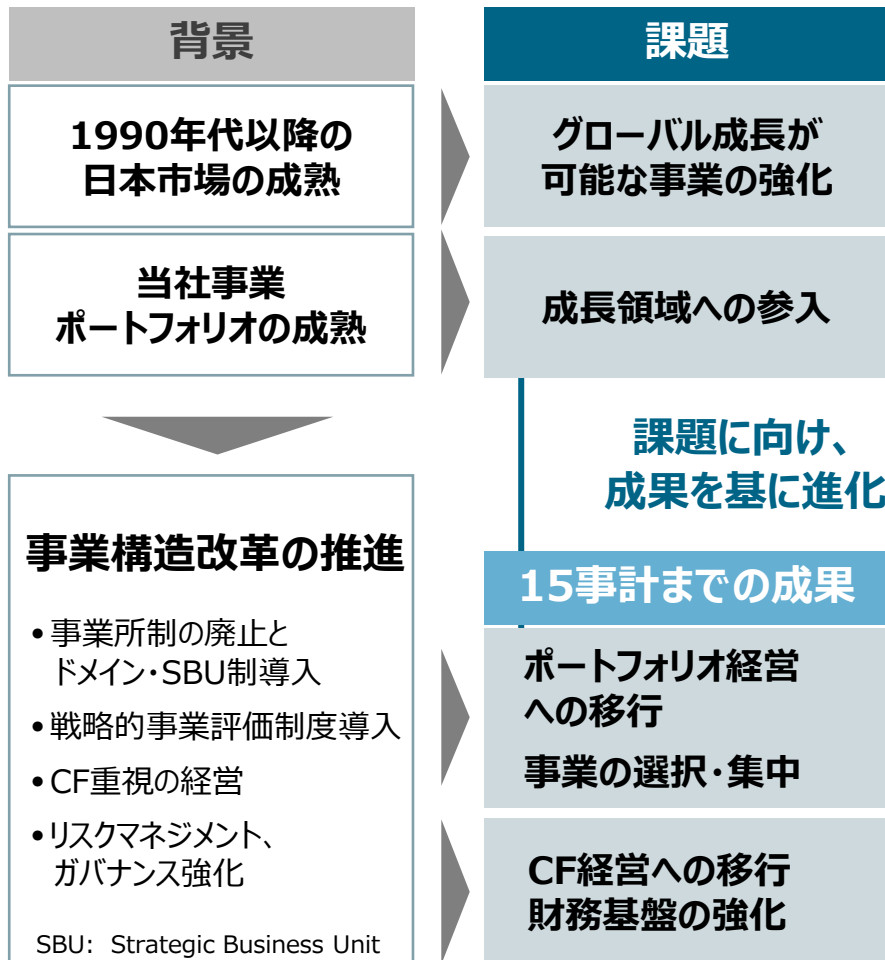 背景
1990年代以降の
日本市場の成熟
当社事業
ポートフォリオの成熟
課題
グローバル成長が
可能な事業の強化
成長領域への参入
課題に向け、
成果を基に進化
事業構造改革の推進
•事業所制の廃止と
ドメイン・SBU制導入
•戦略的事業評価制度導入
•CF重視の経営
•リスクマネジメント、
ガバナンス強化
SBU: Strategic Business Unit
15事計までの成果
ポートフォリオ経営
への移行
事業の選択・集中
CF経営への移行
財務基盤の強化